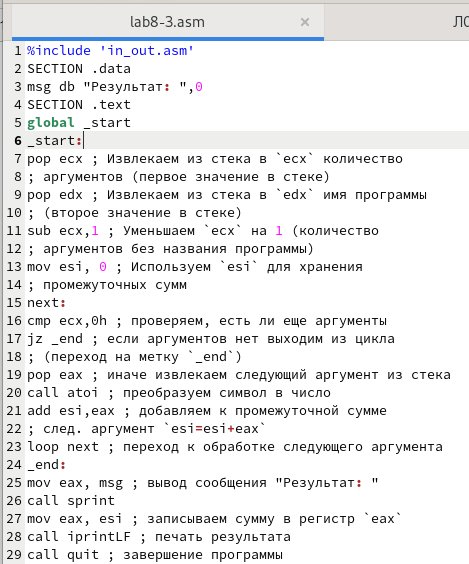 lab8-3.asm × ЛО
1 %include 'in_out.asm'
2 SECTION .data
3 msg db "Результат: ",0
4 SECTION .text
5 global _start
6 _start:
7 pop ecx ; Извлекаем из стека в `ecx` количество
8 ; аргументов (первое значение в стеке)
9 pop edx ; Извлекаем из стека в `edx` имя программы
10 ; (второе значение в стеке)
11 sub ecx,1 ; Уменьшаем `ecx` на 1 (количество
12 ; аргументов без названия программы)
13 mov esi, 0 ; Используем `esi` для хранения
14 ; промежуточных сумм
15 next:
16 cmp ecx,0h ; проверяем, есть ли еще аргументы
17 jz _end ; если аргументов нет выходим из цикла
18 ; (переход на метку `_end`)
19 pop eax ; иначе извлекаем следующий аргумент из стека
20 call atoi ; преобразуем символ в число
21 add esi,eax ; добавляем к промежуточной сумме
22 ; след. аргумент `esi=esi+eax`
23 loop next ; переход к обработке следующего аргумента
24 _end:
25 mov eax, msg ; вывод сообщения "Результат: "
26 call sprint
27 mov eax, esi ; записываем сумму в регистр `eax`
28 call iprintLF ; печать результата
29 call quit ; завершение программы